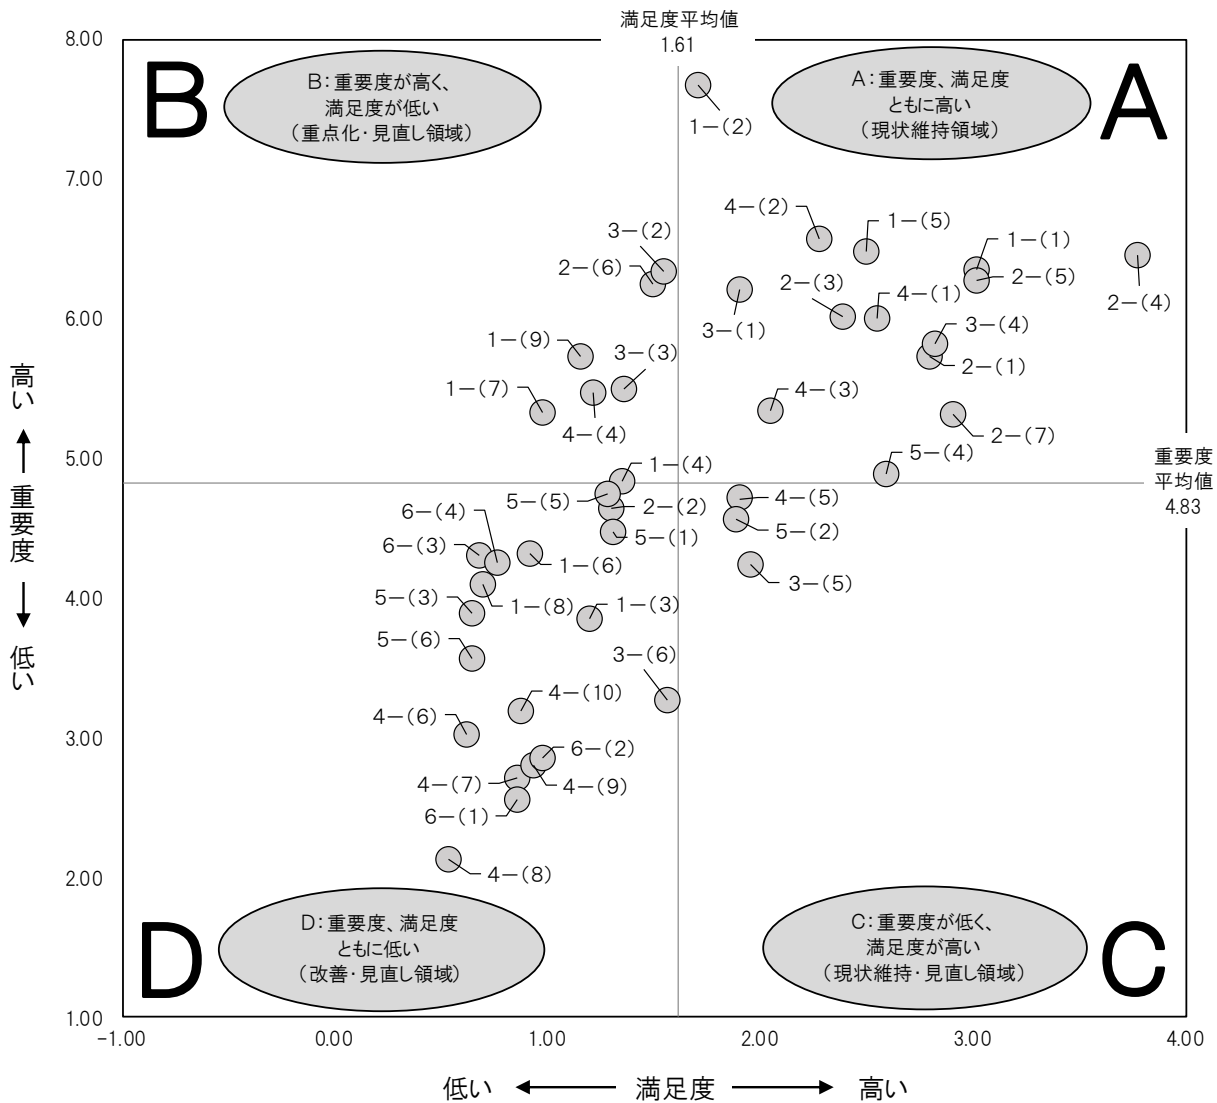 満足度平均値
1.61
8.00
7.00
6.00
5.00
4.00
3.00
2.00
1.00
B
B：重要度が高く、
満足度が低い
（重点化・見直し領域）
A：重要度、満足度
ともに高い
（現状維持領域）
A
1－（2）
4－（2）
1－（5）
3－（2）
1－（1）
2－（6）
2－（5）
2－（3）
4－（1）
2－（4）
3－（1）
3－（4）
1－（9）
3－（3）
2－（1）
1－（7）
4－（3）
4－（4）
2－（7）
5－（4）
重要度
平均値
4.83
1－（4）
5－（5）
4－（5）
2－（2）
6－（4）
5－（2）
5－（1）
6－（3）
1－（6）
3－（5）
5－（3）
1－（8）
1－（3）
5－（6）
3－（6）
4－（10）
4－（6）
6－（2）
4－（7）
4－（9）
6－（1）
4－（8）
高い
重要度
低い
D
D：重要度、満足度
ともに低い
（改善・見直し領域）
C：重要度が低く、
満足度が高い
（現状維持・見直し領域）
C
-1.00
0.00
1.00
2.00
3.00
4.00
低い
満足度
高い